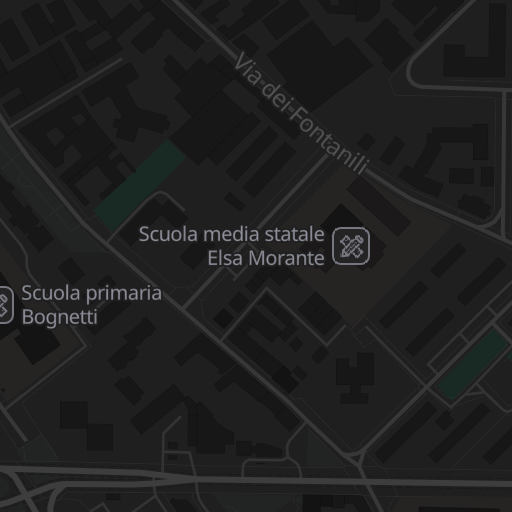 Via dei Fontanili
Scuola media statale
Elsa Morante
Scuola primaria
Bognetti